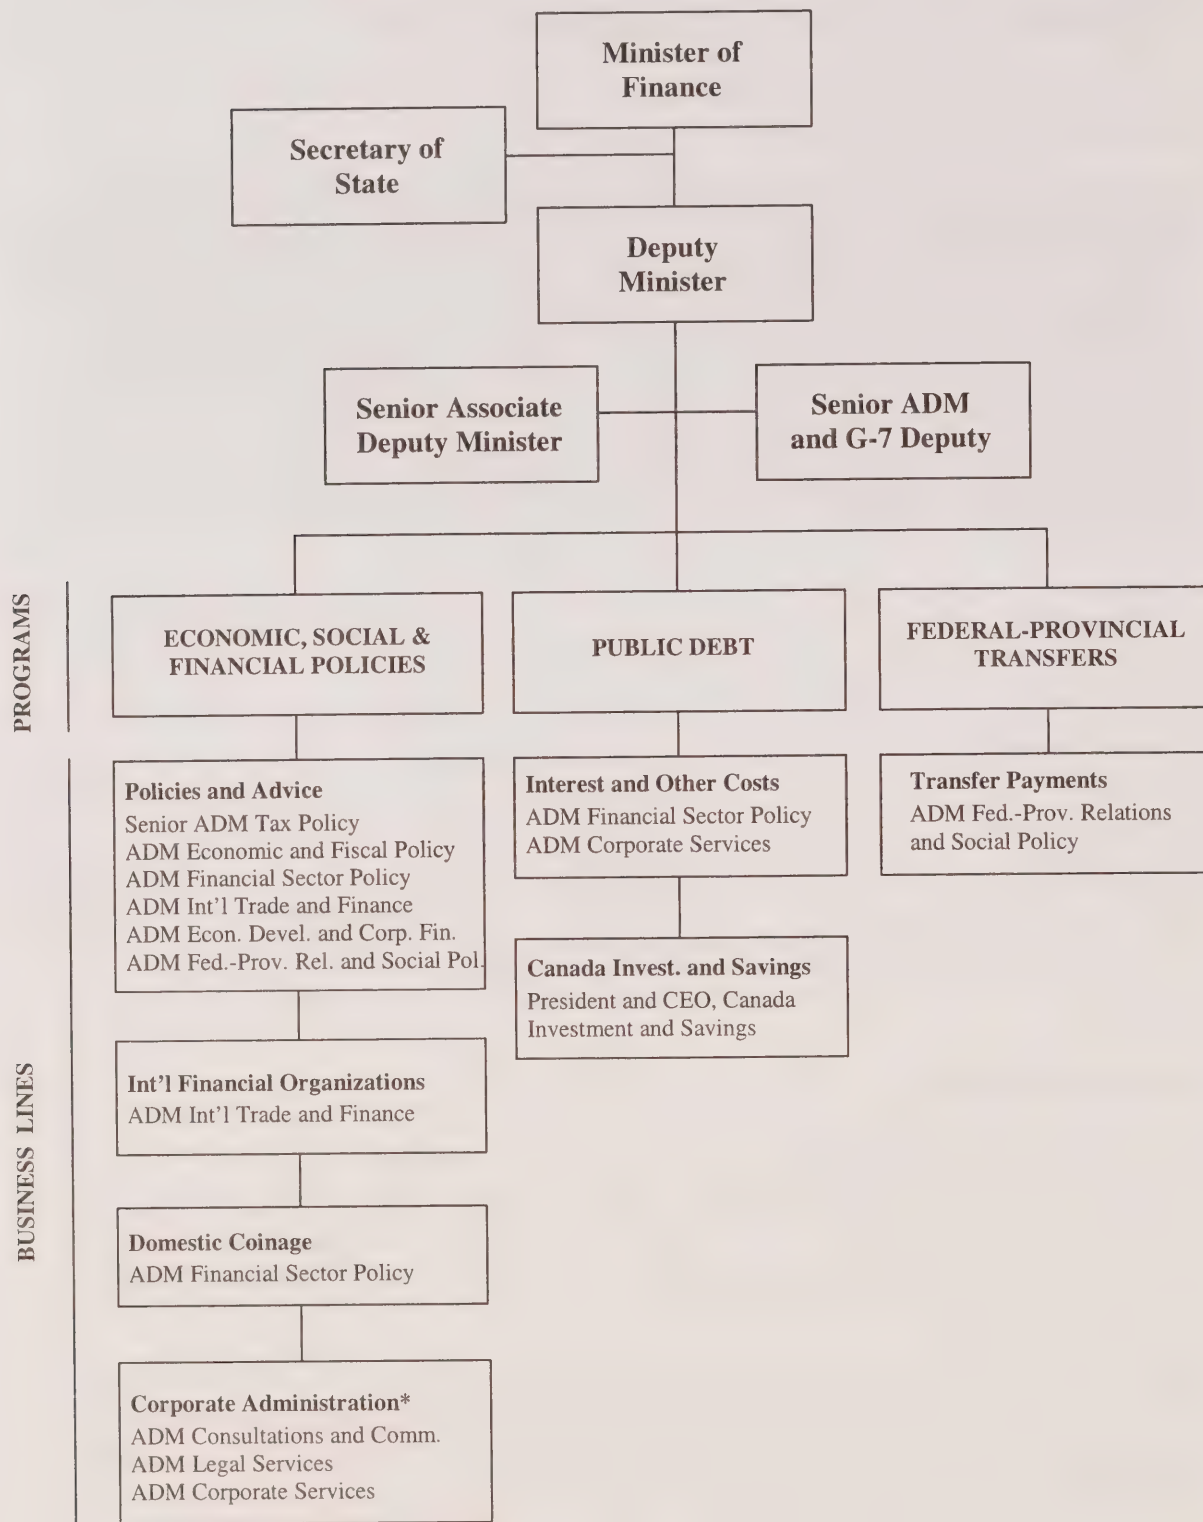 Minister of
Finance
Secretary of
State
Deputy
Minister
Senior Associate
Deputy Minister
Senior ADM
and G-7 Deputy
PROGRAMS
ECONOMIC, SOCIAL &
FINANCIAL POLICIES
PUBLIC DEBT
FEDERAL-PROVINCIAL
TRANSFERS
BUSINESS LINES
Policies and Advice
Senior ADM Tax Policy
ADM Economic and Fiscal Policy
ADM Financial Sector Policy
ADM Int'l Trade and Finance
ADM Econ. Devel. and Corp. Fin.
ADM Fed.-Prov. Rel. and Social Pol.
Interest and Other Costs
ADM Financial Sector Policy
ADM Corporate Services
Transfer Payments
ADM Fed.-Prov. Relations
and Social Policy
Canada Invest. and Savings
President and CEO, Canada
Investment and Savings
Int'l Financial Organizations
ADM Int'l Trade and Finance
Domestic Coinage
ADM Financial Sector Policy
Corporate Administration*
ADM Consultations and Comm.
ADM Legal Services
ADM Corporate Services